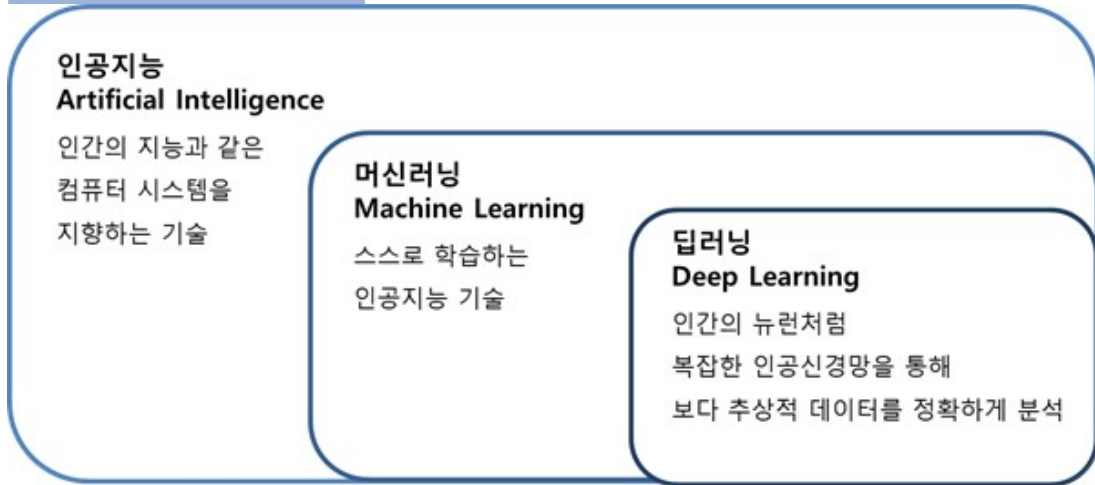 인공지능
Artificial Intelligence
인간의 지능과 같은
컴퓨터 시스템을
지향하는 기술
머신러닝
Machine Learning
스스로 학습하는
인공지능 기술
딥러닝
Deep Learning
인간의 뉴런처럼
복잡한 인공신경망을 통해
보다 추상적 데이터를 정확하게 분석